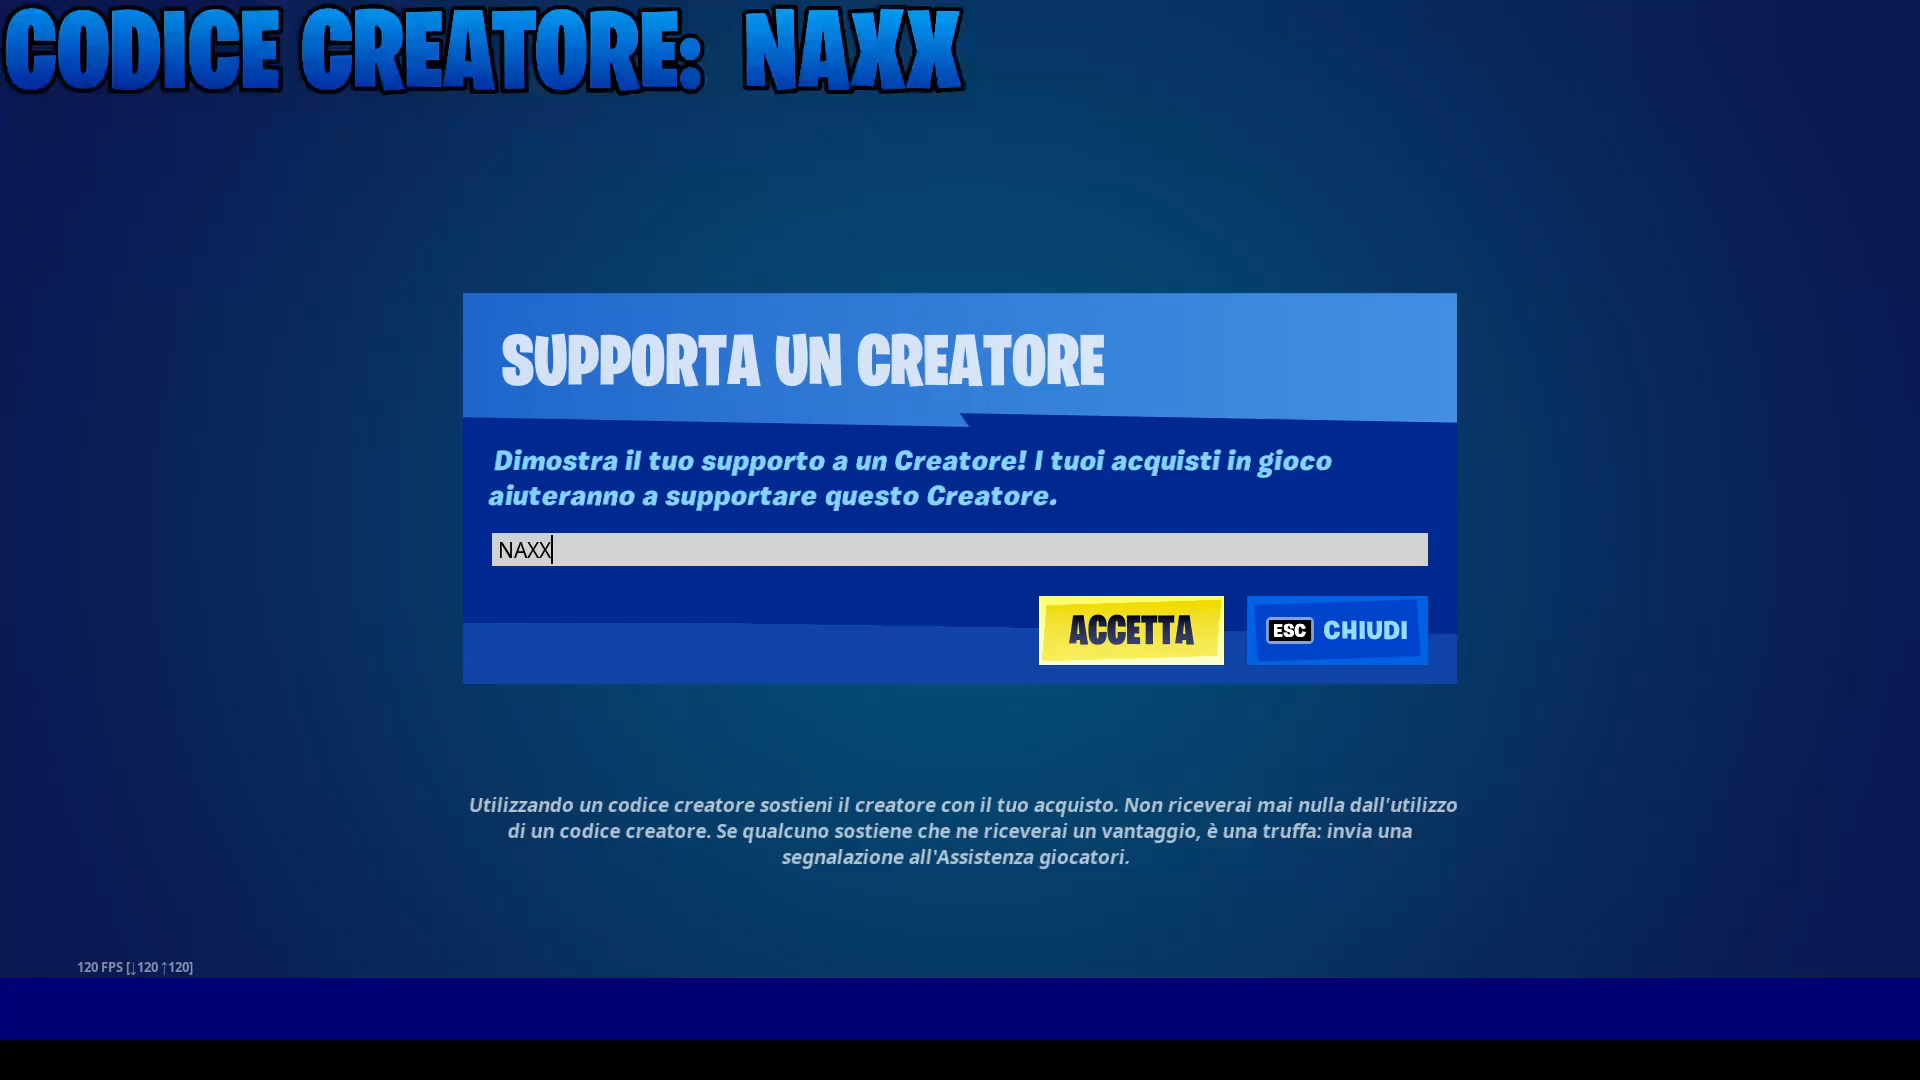 CODICE CREATORE: NAXX
SUPPORTA UN CREATORE
Dimostra il tuo supporto a un Creatore! I tuoi acquisti in gioco
aiuteranno a supportare questo Creatore.
NAXX
ACCETTA
ESC CHIUDI
Utilizzando un codice creatore sostieni il creatore con il tuo acquisto. Non riceverai mai nulla dall'utilizzo
di un codice creatore. Se qualcuno sostiene che ne riceverai un vantaggio, è una truffa: invia una
segnalazione all'Assistenza giocatori.
120 FPS [↓120 ↑120]